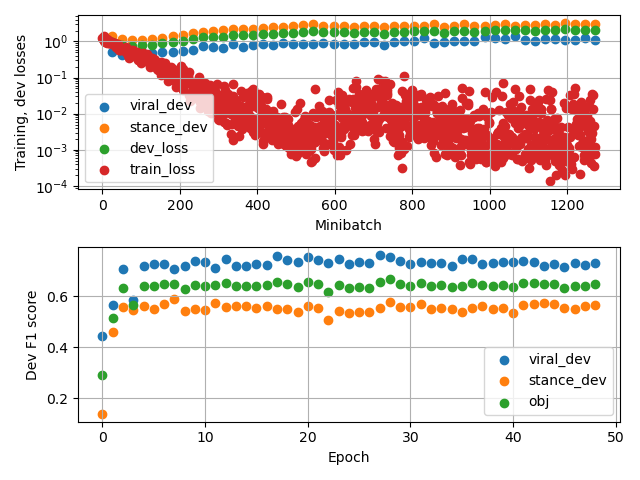 Training, dev losses
10⁰
10⁻¹
10⁻²
10⁻³
10⁻⁴
viral_dev
stance_dev
dev_loss
train_loss
0 200 400 600 800 1000 1200
Minibatch
Dev F1 score
0.6
0.4
0.2
viral_dev
stance_dev
obj
0 10 20 30 40 50
Epoch